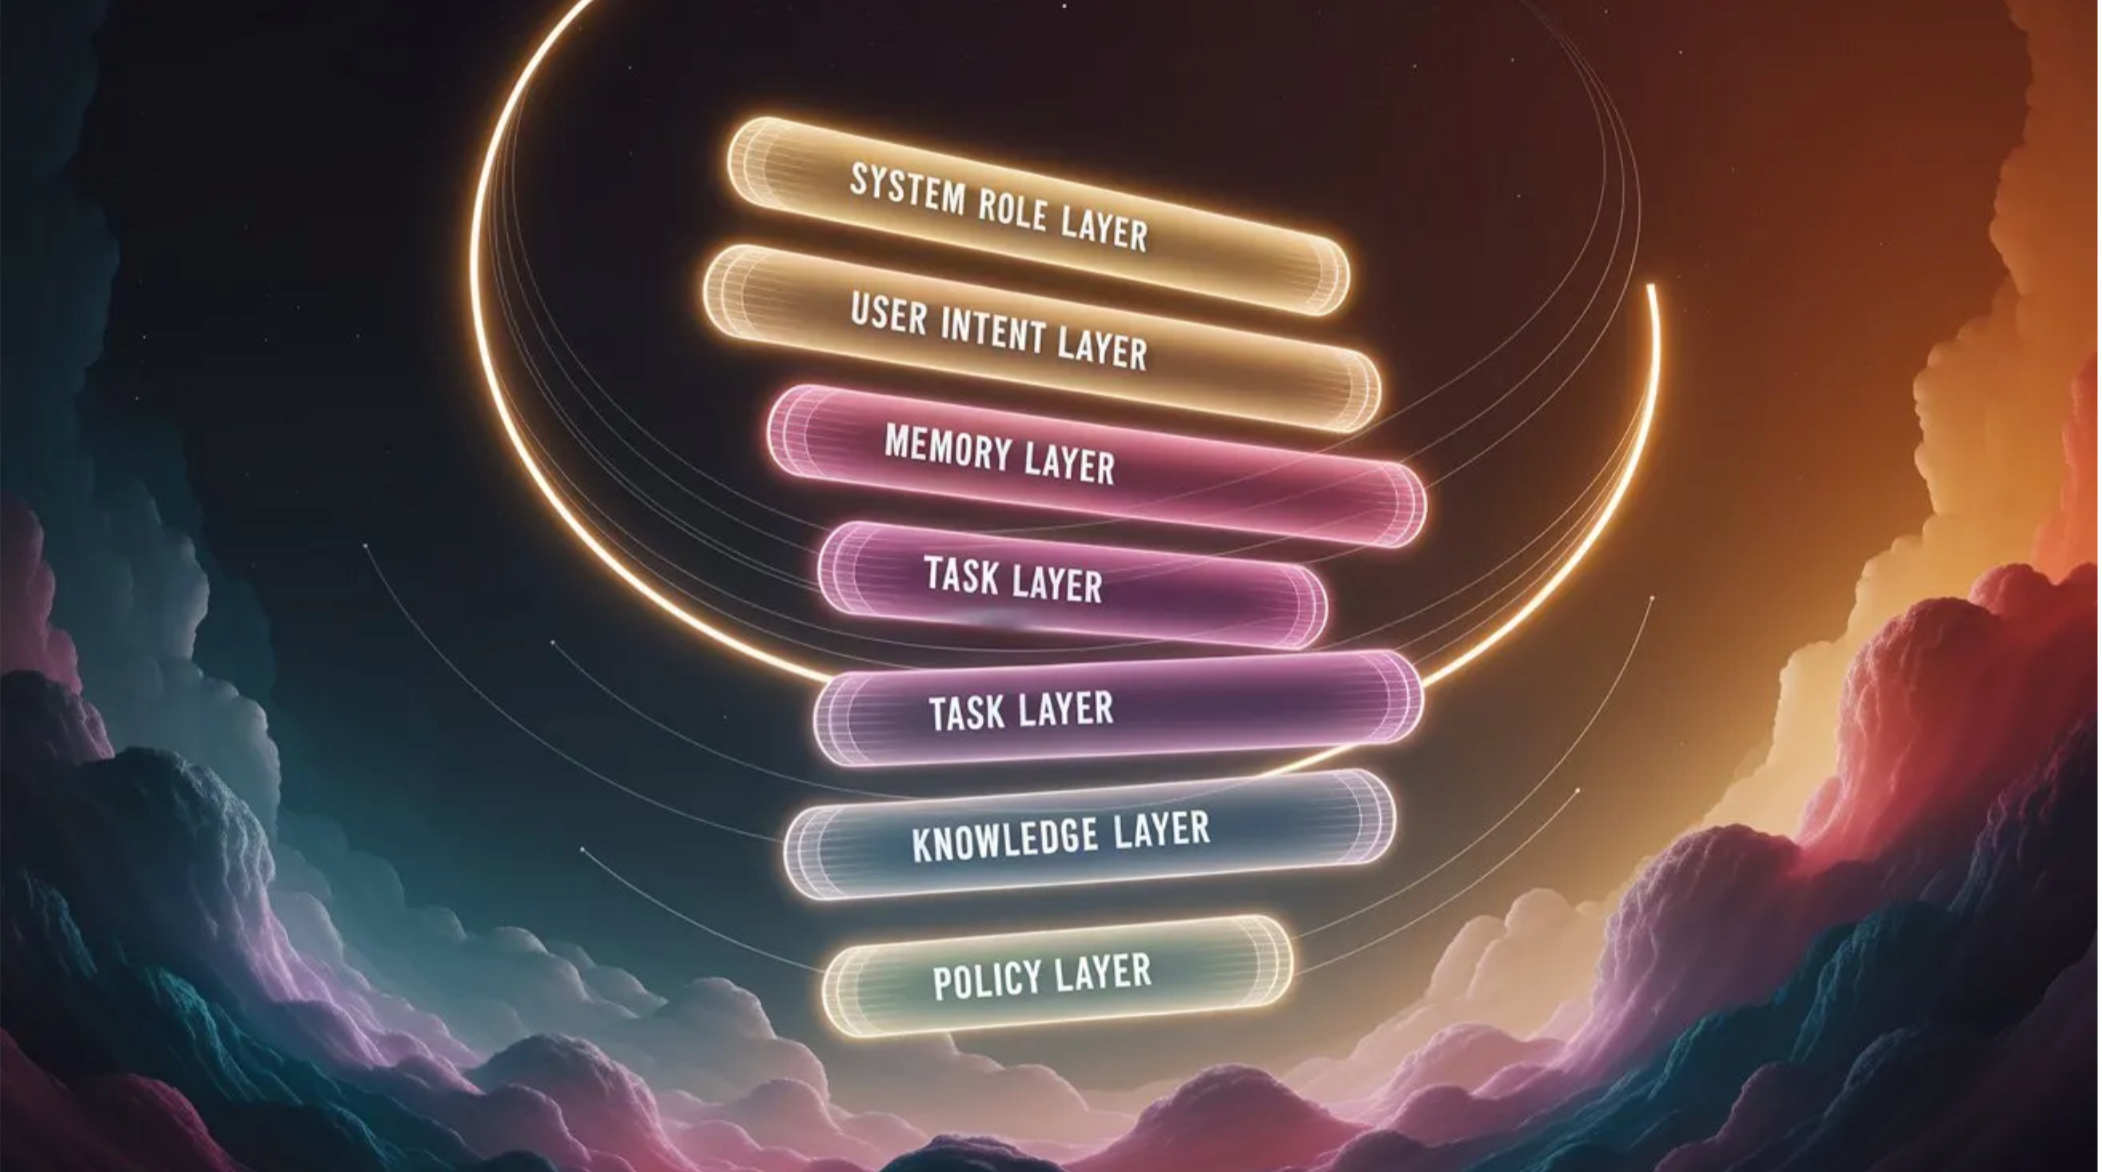 SYSTEM ROLE LAYER
USER INTENT LAYER
MEMORY LAYER
TASK LAYER
TASK LAYER
KNOWLEDGE LAYER
POLICY LAYER